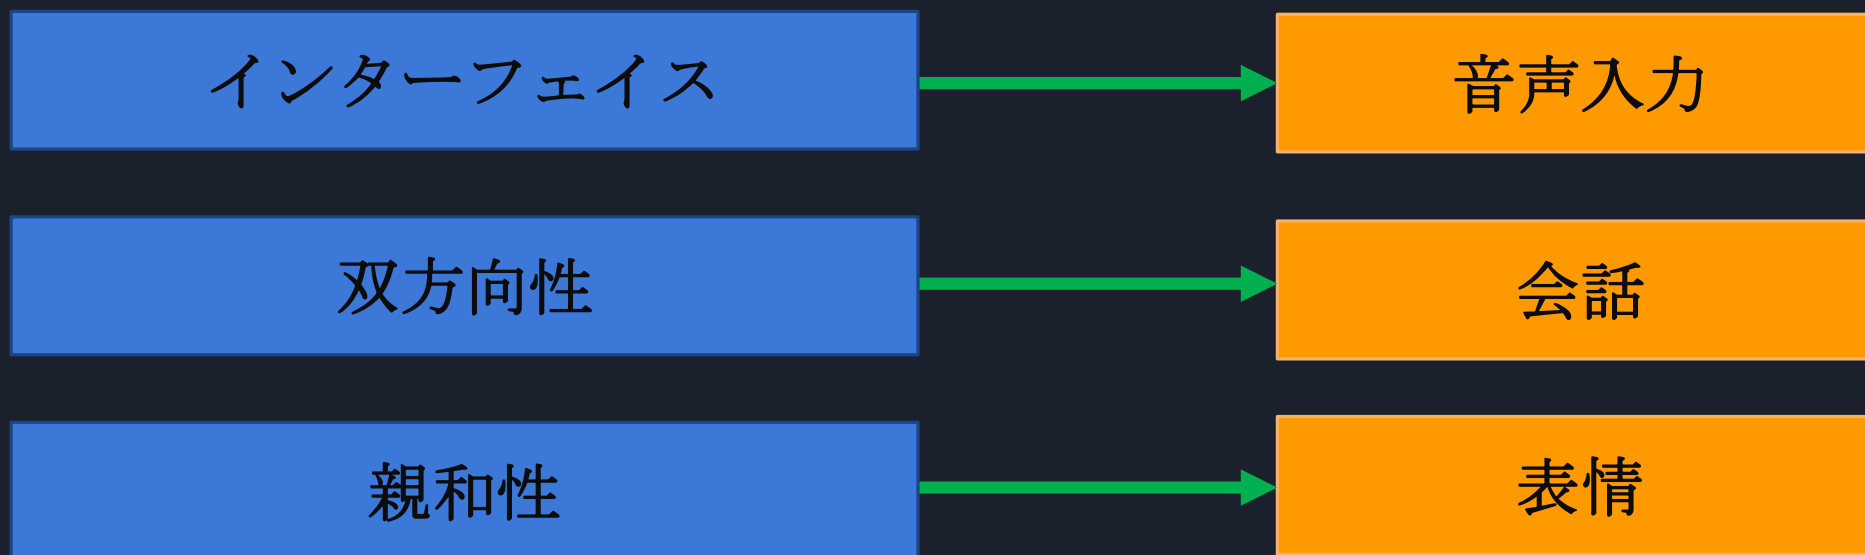 インターフェイス
音声入力
双方向性
会話
親和性
表情